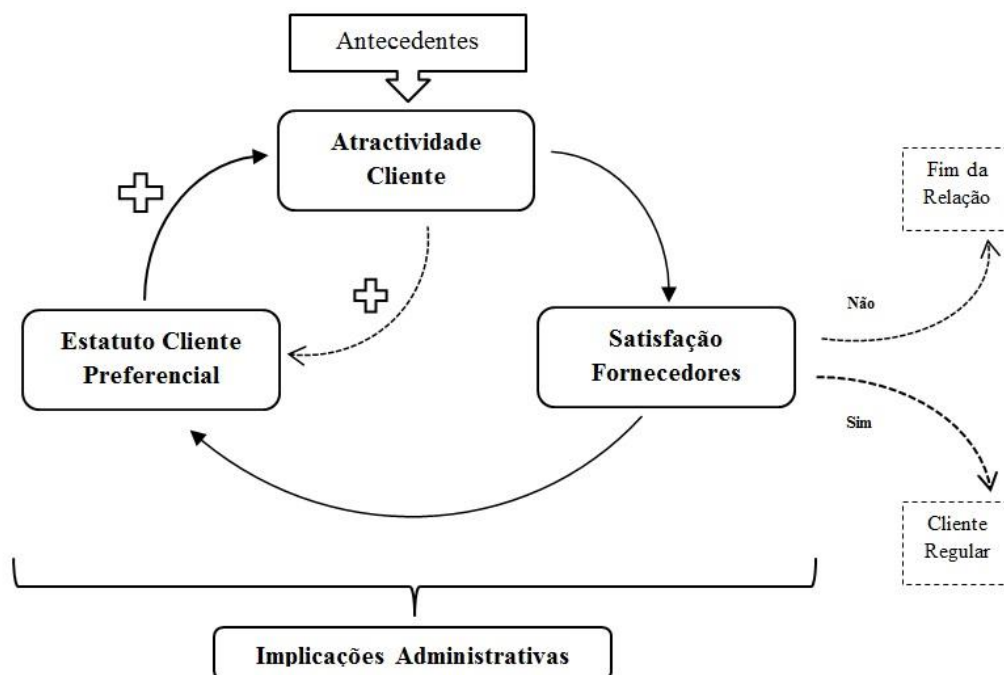 Antecedentes
Atractividade
Cliente
Fim da
Relação
Não
Estatuto Cliente
Preferencial
Satisfação
Fornecedores
Sim
Cliente
Regular
Implicações Administrativas